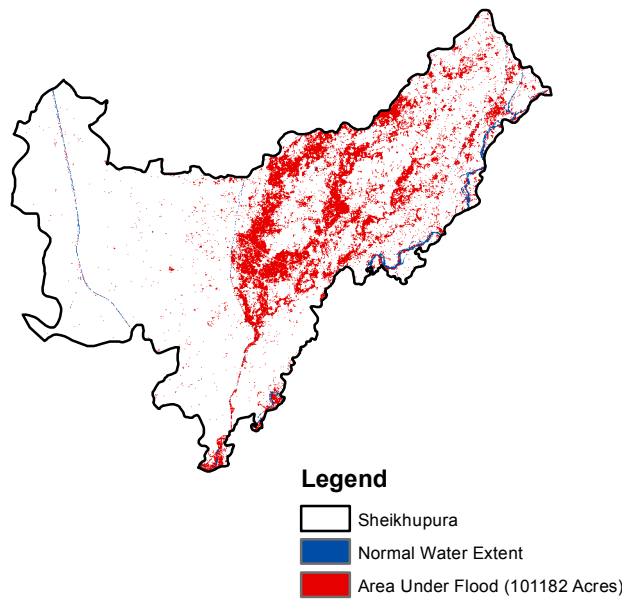 Legend
Sheikhupura
Normal Water Extent
Area Under Flood (101182 Acres)